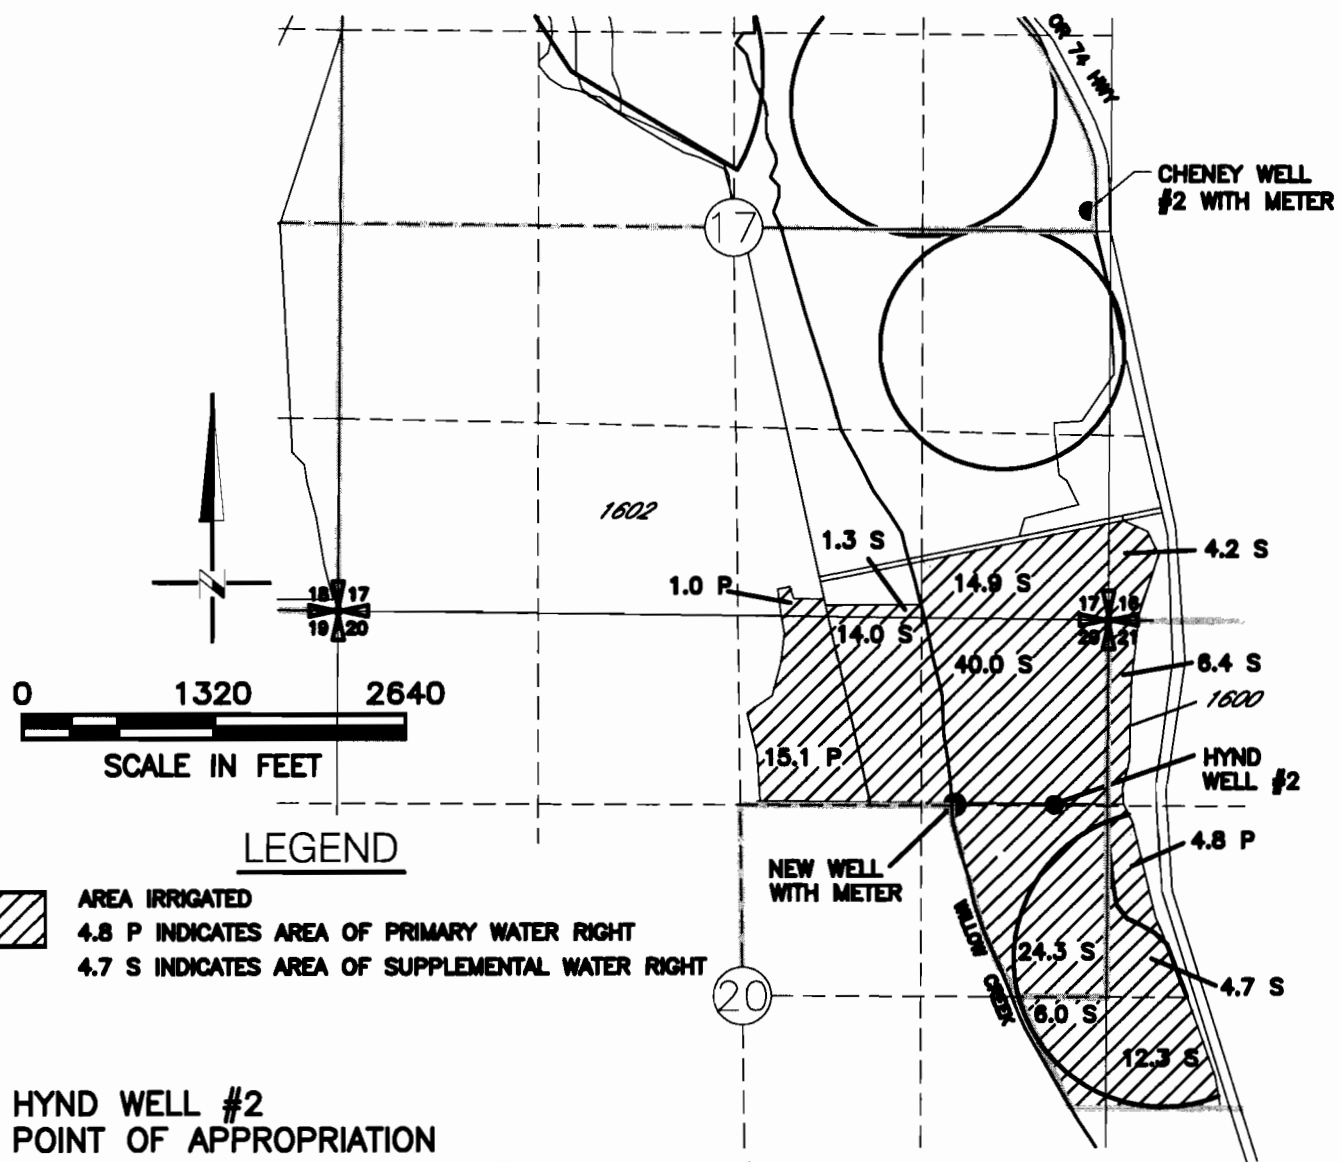 OR 74 HWY
CHENEY WELL
#2 WITH METER
17
1602
1.3 S
4.2 S
1.0 P
14.9 S
18 17
19 20
17 16
20 21
14.0 S
40.0 S
6.4 S
1600
0 1320 2640
SCALE IN FEET
N
15.1 P
HYND
WELL #2
4.8 P
LEGEND
NEW WELL
WITH METER
AREA IRRIGATED
4.8 P INDICATES AREA OF PRIMARY WATER RIGHT
4.7 S INDICATES AREA OF SUPPLEMENTAL WATER RIGHT
WILLOW CREEK
24.3 S
4.7 S
20
6.0 S
12.3 S
HYND WELL #2
POINT OF APPROPRIATION